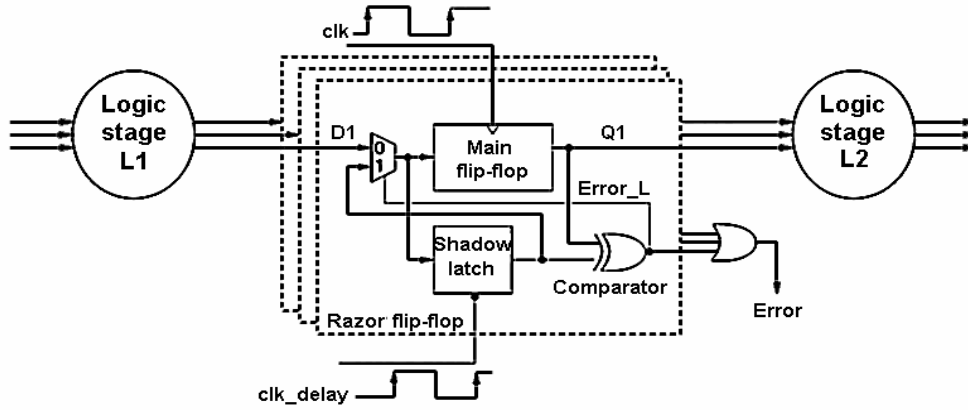 clk
Logic
stage
L1
D1
0
1
Main
flip-flop
Q1
Logic
stage
L2
Error_L
Shadow
latch
Comparator
Error
Razor flip-flop
clk_delay